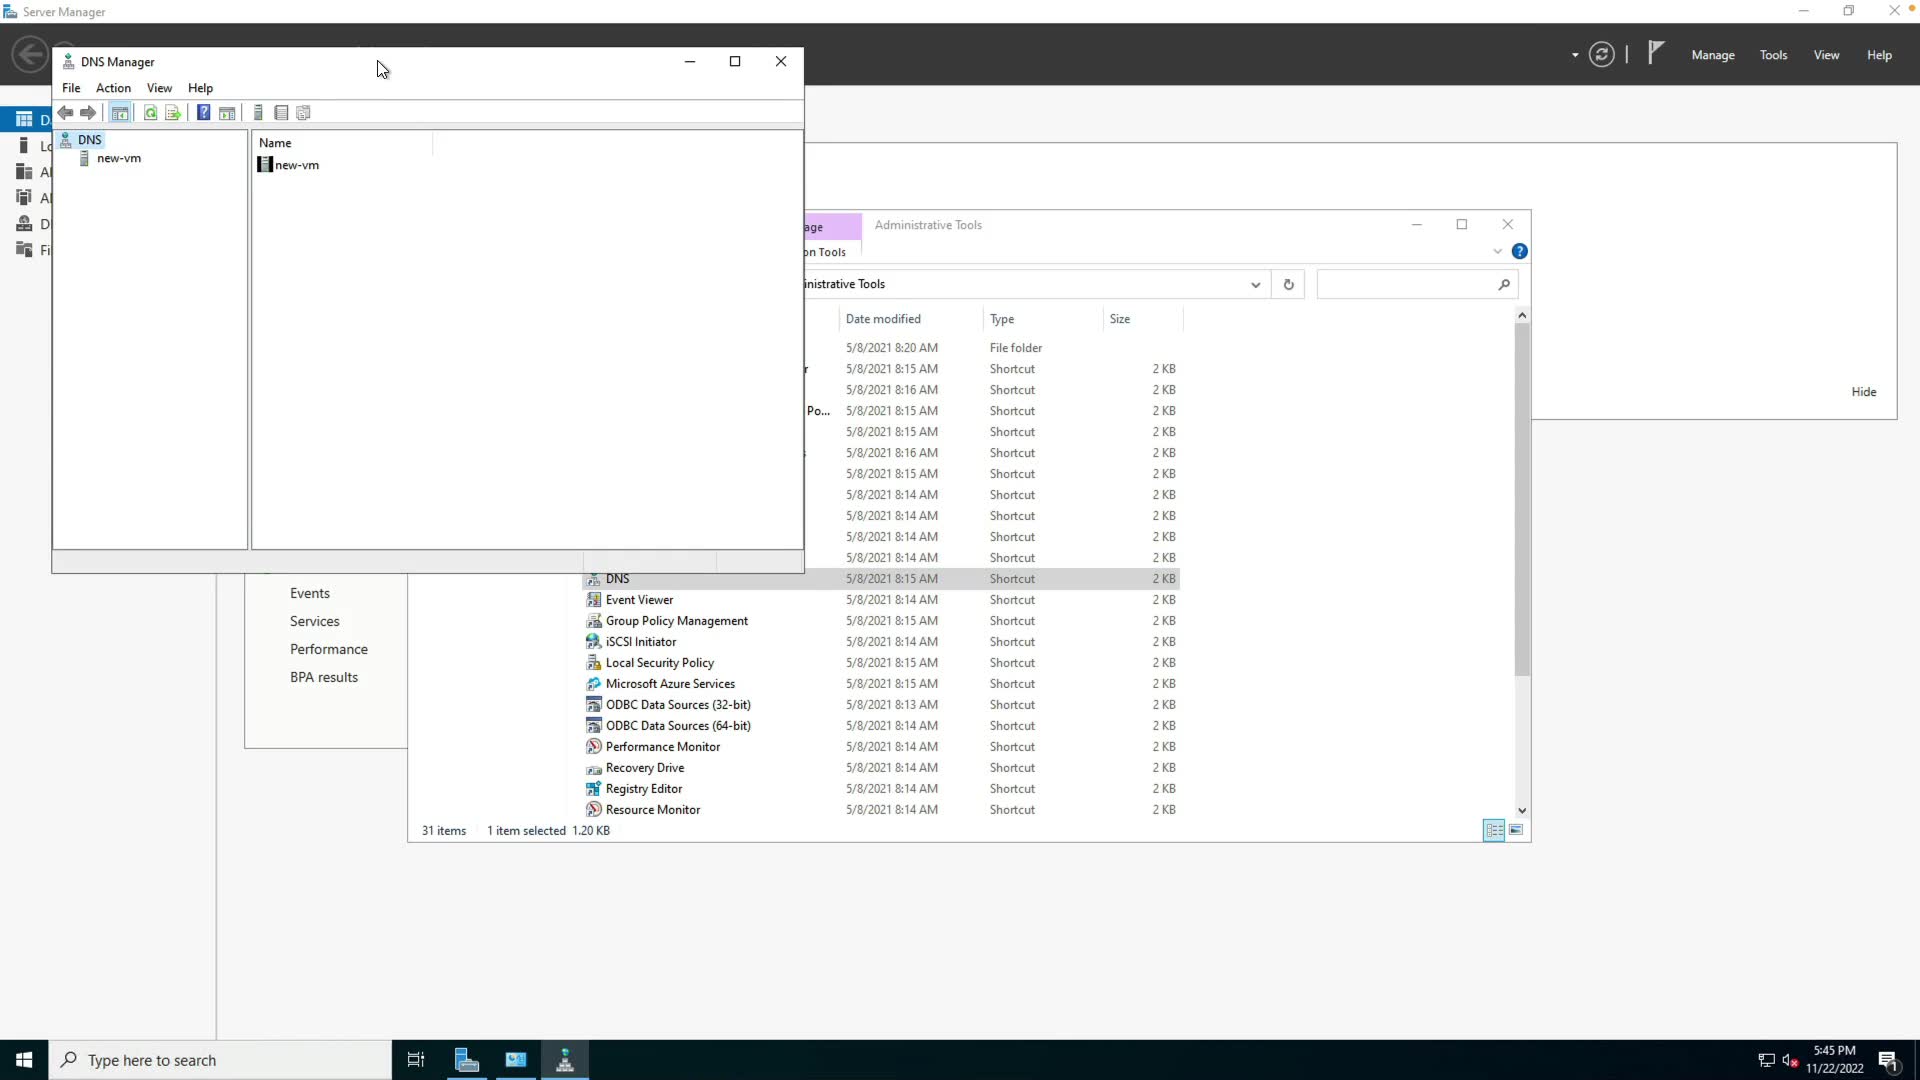 Server Manager
Manage
Tools
View
Help
DNS Manager
File
Action
View
Help
DNS
new-vm
Name
new-vm
Administrative Tools
on Tools
inistrative Tools
Date modified
Type
Size
5/8/2021 8:20 AM
File folder
5/8/2021 8:15 AM
Shortcut
2 KB
5/8/2021 8:16 AM
Shortcut
2 KB
Po...
5/8/2021 8:15 AM
Shortcut
2 KB
5/8/2021 8:15 AM
Shortcut
2 KB
5/8/2021 8:16 AM
Shortcut
2 KB
5/8/2021 8:15 AM
Shortcut
2 KB
5/8/2021 8:14 AM
Shortcut
2 KB
5/8/2021 8:14 AM
Shortcut
2 KB
5/8/2021 8:14 AM
Shortcut
2 KB
5/8/2021 8:14 AM
Shortcut
2 KB
DNS
5/8/2021 8:15 AM
Shortcut
2 KB
Event Viewer
5/8/2021 8:14 AM
Shortcut
2 KB
Group Policy Management
5/8/2021 8:15 AM
Shortcut
2 KB
iSCSI Initiator
5/8/2021 8:14 AM
Shortcut
2 KB
Local Security Policy
5/8/2021 8:15 AM
Shortcut
2 KB
Microsoft Azure Services
5/8/2021 8:15 AM
Shortcut
2 KB
ODBC Data Sources (32-bit)
5/8/2021 8:13 AM
Shortcut
2 KB
ODBC Data Sources (64-bit)
5/8/2021 8:14 AM
Shortcut
2 KB
Performance Monitor
5/8/2021 8:14 AM
Shortcut
2 KB
Recovery Drive
5/8/2021 8:14 AM
Shortcut
2 KB
Registry Editor
5/8/2021 8:14 AM
Shortcut
2 KB
Resource Monitor
5/8/2021 8:14 AM
Shortcut
2 KB
31 items
1 item selected 1.20 KB
Hide
Events
Services
Performance
BPA results
Type here to search
5:45 PM
11/22/2022
1